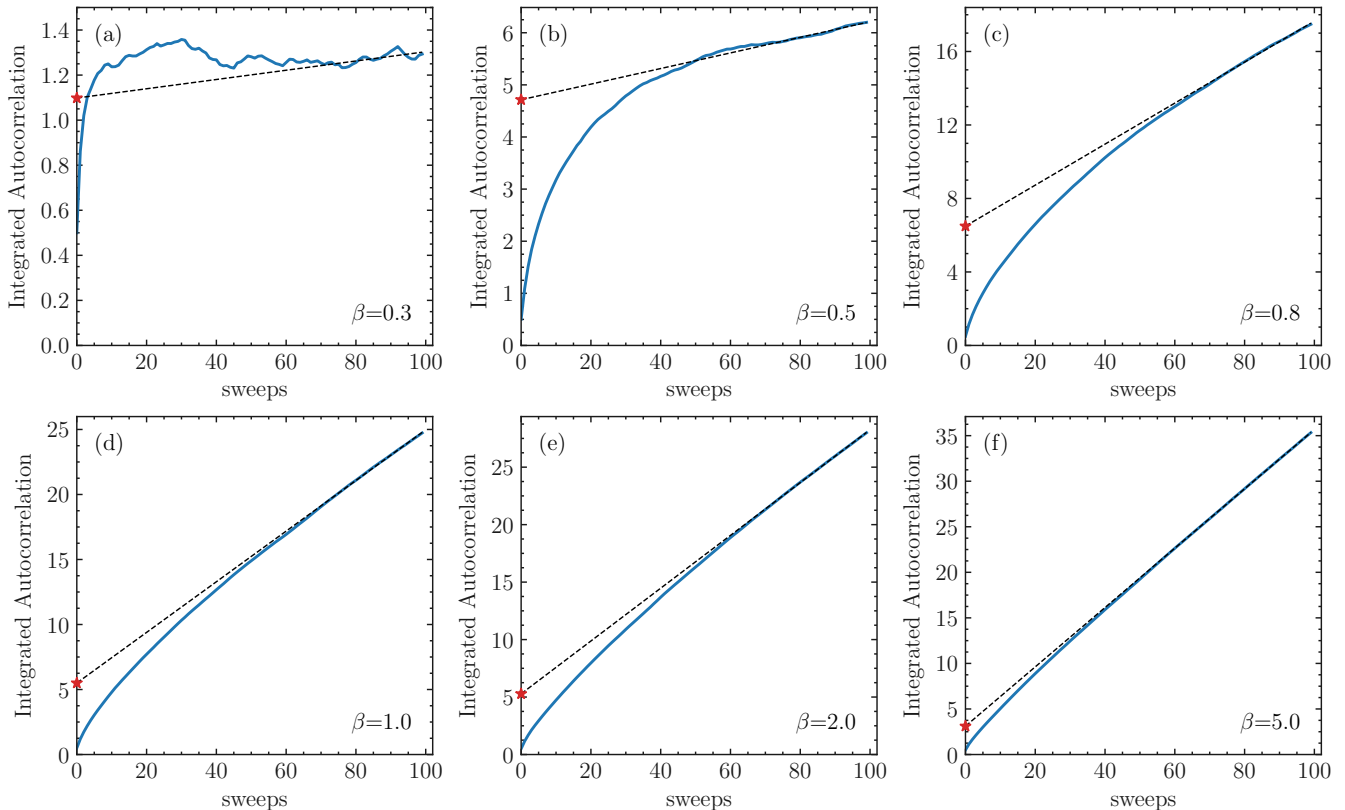 (a)
Integrated Autocorrelation
1.4
1.2
1.0
0.8
0.6
0.4
0.2
0.0
β=0.3
0 20 40 60 80 100
sweeps
(b)
Integrated Autocorrelation
6
5
4
3
2
1
0
β=0.5
0 20 40 60 80 100
sweeps
(c)
Integrated Autocorrelation
16
12
8
4
0
β=0.8
0 20 40 60 80 100
sweeps
(d)
Integrated Autocorrelation
25
20
15
10
5
0
β=1.0
0 20 40 60 80 100
sweeps
(e)
Integrated Autocorrelation
25
20
15
10
5
0
β=2.0
0 20 40 60 80 100
sweeps
(f)
Integrated Autocorrelation
35
30
25
20
15
10
5
0
β=5.0
0 20 40 60 80 100
sweeps